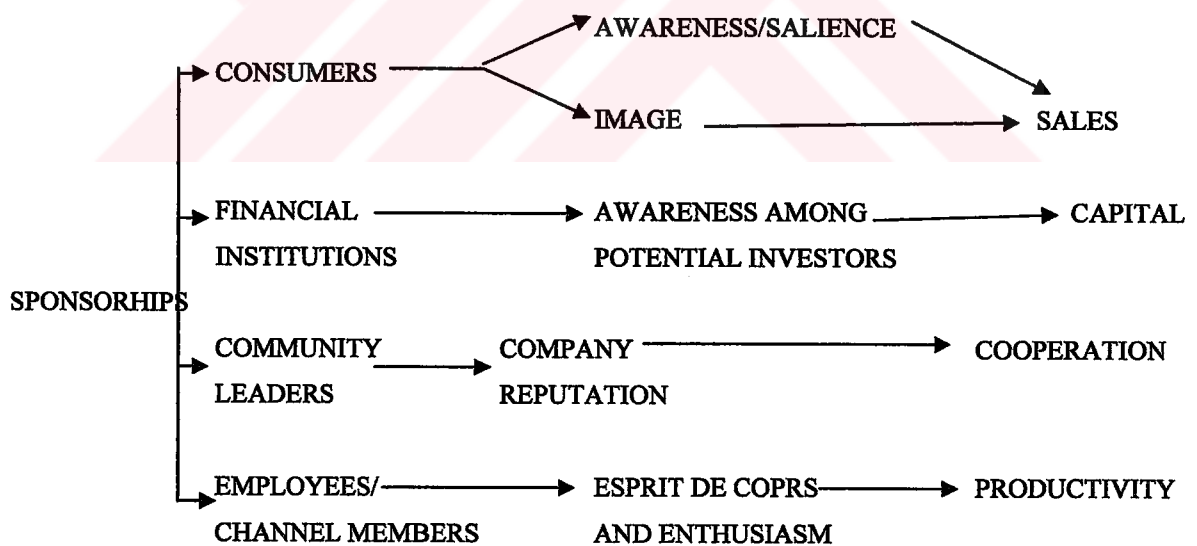 AWARENESS/SALIENCE
CONSUMERS
IMAGE
SALES
FINANCIAL
INSTITUTIONS
AWARENESS AMONG
POTENTIAL INVESTORS
CAPITAL
SPONSORHIPS
COMMUNITY
LEADERS
COMPANY
REPUTATION
COOPERATION
EMPLOYEES/
CHANNEL MEMBERS
ESPRIT DE COPRS
AND ENTHUSIASM
PRODUCTIVITY